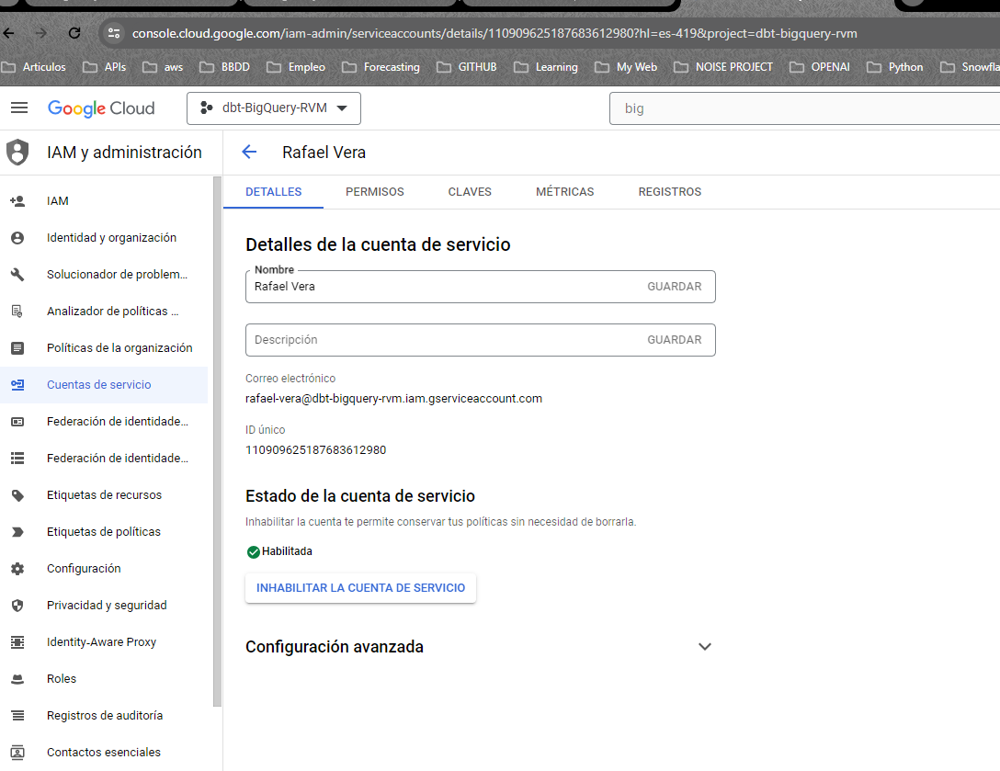 console.cloud.google.com/iam-admin/serviceaccounts/details/110909625187683612980?hl=es-419&project=dbt-bigquery-rvm
Articulos APIs aws BBDD Empleo Forecasting GITHUB Learning My Web NOISE PROJECT OPENAI Python Snowfla
Google Cloud dbt-BigQuery-RVM big
IAM y administración
Rafael Vera
DETALLES PERMISOS CLAVES MÉTRICAS REGISTROS
IAM
Identidad y organización
Solucionador de problem...
Analizador de políticas ...
Políticas de la organización
Cuentas de servicio
Federación de identidade...
Federación de identidade...
Etiquetas de recursos
Etiquetas de políticas
Configuración
Privacidad y seguridad
Identity-Aware Proxy
Roles
Registros de auditoría
Contactos esenciales
Detalles de la cuenta de servicio
Nombre
Rafael Vera GUARDAR
Descripción GUARDAR
Correo electrónico
rafael-vera@dbt-bigquery-rvm.iam.gserviceaccount.com
ID único
110909625187683612980
Estado de la cuenta de servicio
Inhabilitar la cuenta te permite conservar tus políticas sin necesidad de borrarla.
Habilitada
INHABILITAR LA CUENTA DE SERVICIO
Configuración avanzada